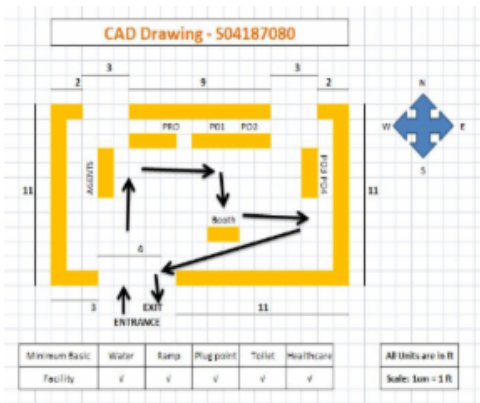 CAD Drawing - S04187080
3 3
2 9 2
N
PRO PO1 PO2
W E
AGENTS PO3 PO4
S
11 11
Booth
6
3 EXIT 11
ENTRANCE
Minimum Basic Water Ramp Plug point Toilet Healthcare
Facility √ √ √ √ √
All Units are in ft
Scale: 1cm = 1 ft